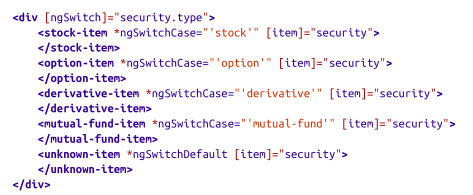 <div [ngSwitch]="security.type">
    <stock-item *ngSwitchCase="'stock'" [item]="security">
    </stock-item>
    <option-item *ngSwitchCase="'option'" [item]="security">
    </option-item>
    <derivative-item *ngSwitchCase="'derivative'" [item]="security">
    </derivative-item>
    <mutual-fund-item *ngSwitchCase="'mutual-fund'" [item]="security">
    </mutual-fund-item>
    <unknown-item *ngSwitchDefault [item]="security">
    </unknown-item>
</div>